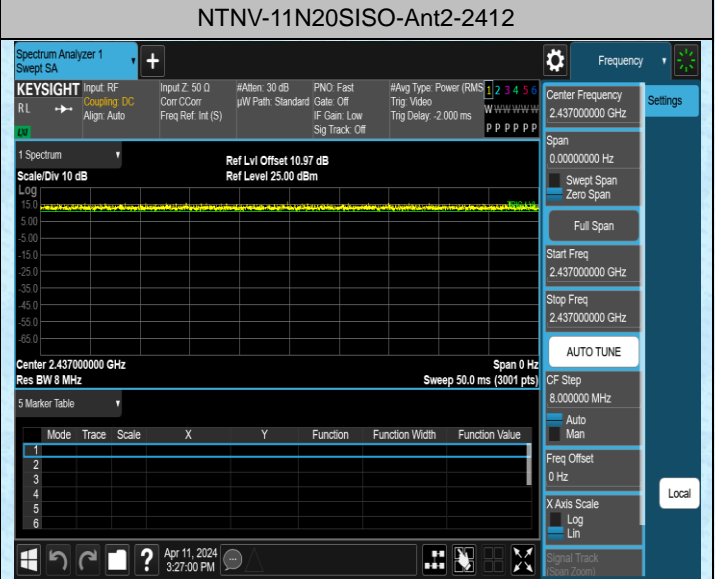 NTNV-11N20SISO-Ant2-2412
Spectrum Analyzer 1
Swept SA
+
Frequency
KEYSIGHT
RL
LXI
Input: RF
Coupling: DC
Align: Auto
Input Z: 50 Ω
Corr CCorr
Freq Ref: Int (S)
#Atten: 30 dB
µW Path: Standard
PNO: Fast
Gate: Off
IF Gain: Low
Sig Track: Off
#Avg Type: Power (RMS
Trig: Video
Trig Delay: -2.000 ms
1 2 3 4 5 6
W W W W W W
P P P P P P
1 Spectrum
Scale/Div 10 dB
Ref Lvl Offset 10.97 dB
Ref Level 25.00 dBm
Log
15.0
5.00
-5.00
-15.0
-25.0
-35.0
-45.0
-55.0
-65.0
Center 2.437000000 GHz
Span 0 Hz
Res BW 8 MHz
Sweep 50.0 ms (3001 pts)
5 Marker Table
Mode Trace Scale X Y Function Function Width Function Value
1
2
3
4
5
6
Center Frequency
2.437000000 GHz
Settings
Span
0.00000000 Hz
Swept Span
Zero Span
Full Span
Start Freq
2.437000000 GHz
Stop Freq
2.437000000 GHz
AUTO TUNE
CF Step
8.000000 MHz
Auto
Man
Freq Offset
0 Hz
X Axis Scale
Log
Lin
Local
Signal Track
(Span Zoom)
?
Apr 11, 2024
3:27:00 PM